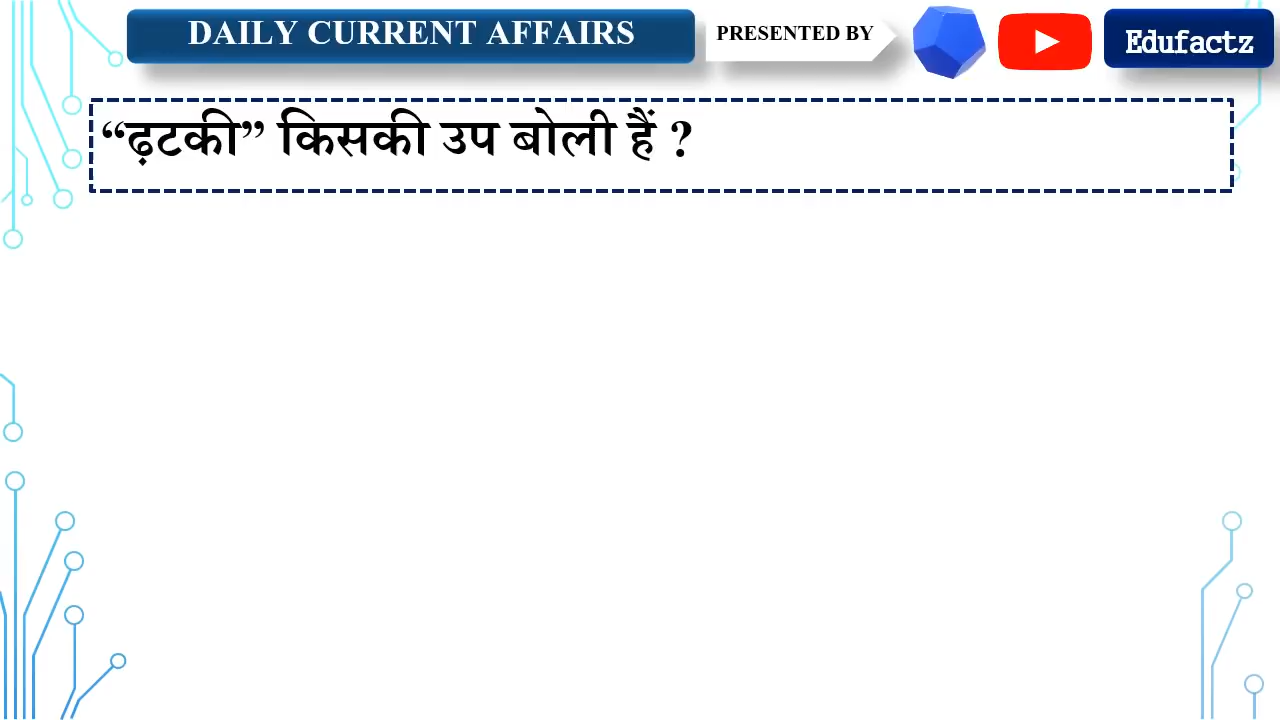 DAILY CURRENT AFFAIRS
PRESENTED BY
Edufactz
“ढ़टकी” किसकी उप बोली हैं ?